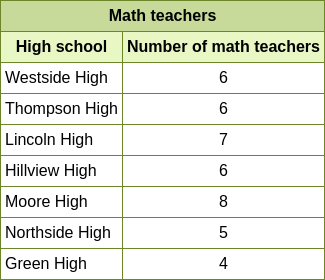 Math teachers
High school Number of math teachers
Westside High 6
Thompson High 6
Lincoln High 7
Hillview High 6
Moore High 8
Northside High 5
Green High 4